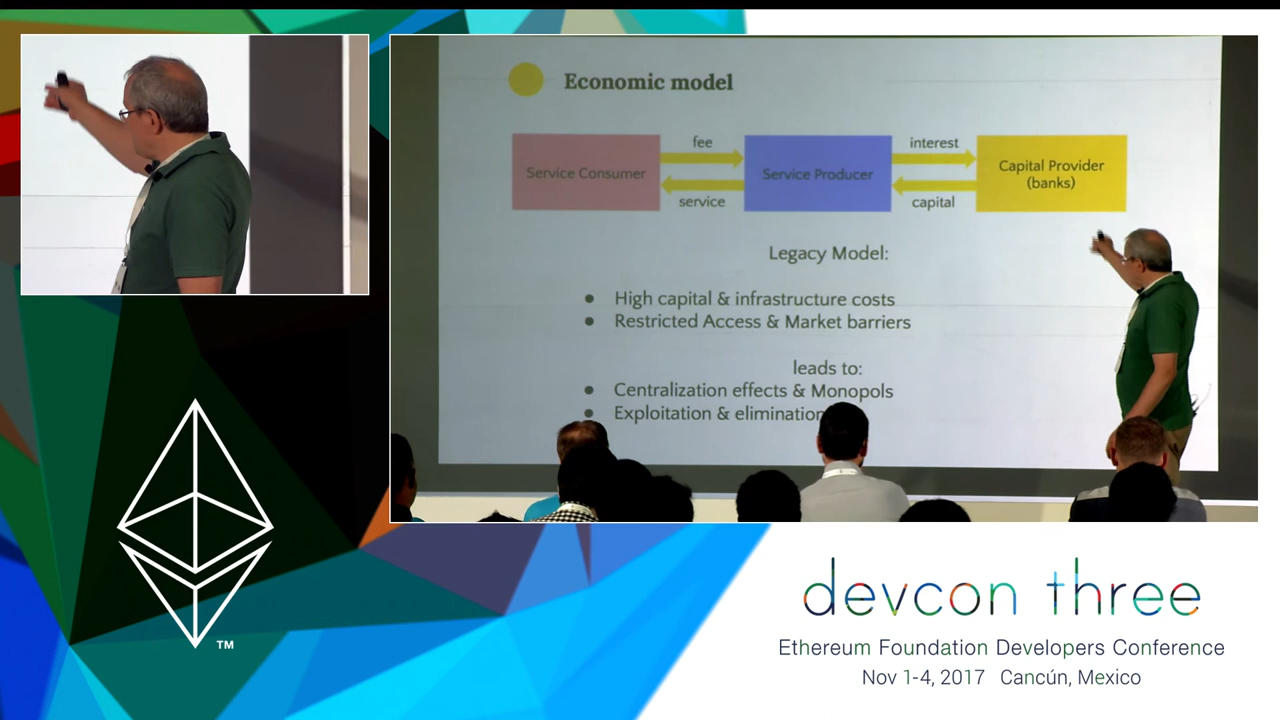 Economic model
Service Consumer
fee
service
Service Producer
interest
capital
Capital Provider
(banks)
Legacy Model:
● High capital & infrastructure costs
● Restricted Access & Market barriers
leads to:
● Centralization effects & Monopols
● Exploitation & elimination
TM
devcon three
Ethereum Foundation Developers Conference
Nov 1-4, 2017 Cancún, Mexico